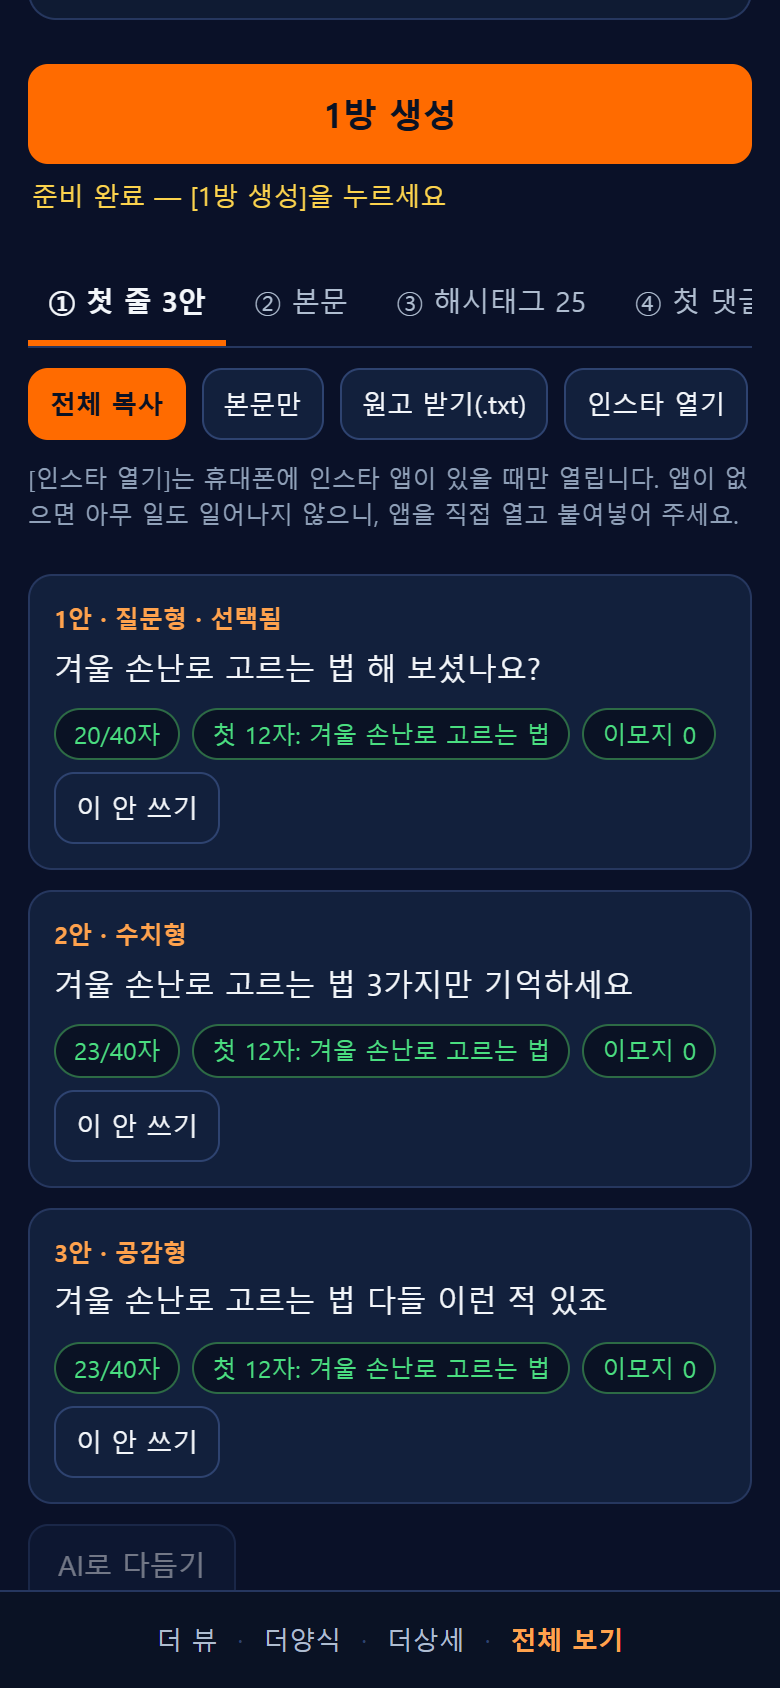 1방 생성
준비 완료 — [1방 생성]을 누르세요
① 첫 줄 3안 ② 본문 ③ 해시태그 25 ④ 첫 댓글
전체 복사 본문만 원고 받기(.txt) 인스타 열기
[인스타 열기]는 휴대폰에 인스타 앱이 있을 때만 열립니다. 앱이 없
으면 아무 일도 일어나지 않으니, 앱을 직접 열고 붙여넣어 주세요.
1안 · 질문형 · 선택됨
겨울 손난로 고르는 법 해 보셨나요?
20/40자 첫 12자: 겨울 손난로 고르는 법 이모지 0
이 안 쓰기
2안 · 수치형
겨울 손난로 고르는 법 3가지만 기억하세요
23/40자 첫 12자: 겨울 손난로 고르는 법 이모지 0
이 안 쓰기
3안 · 공감형
겨울 손난로 고르는 법 다들 이런 적 있죠
23/40자 첫 12자: 겨울 손난로 고르는 법 이모지 0
이 안 쓰기
AI로 다듬기
더 뷰 · 더양식 · 더상세 · 전체 보기